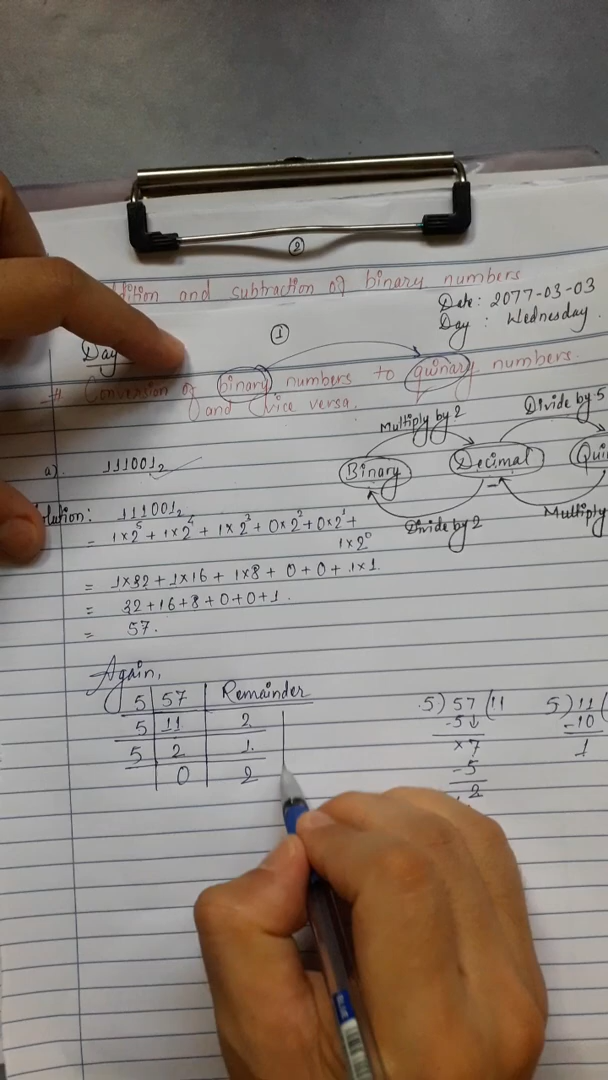 ②
and subtraction of binary numbers
Date: 2077-03-03
Day : Wednesday.
①
Day
# Conversion of binary numbers to quinary numbers.
and vice versa.
Multiply by 2
Divide by 5
a). 111001₂
Binary
Decimal
Divide by 2
Multiply
111001₂
= 1×2⁵ + 1×2⁴ + 1×2³ + 0×2² + 0×2¹ +
1×2⁰
= 1×32 + 1×16 + 1×8 + 0 + 0 + 1×1.
= 32+16+8+0+0+1.
= 57.
Again,
5 | 57 | Remainder
5 | 11 | 2
5 | 2 | 1
0 | 2
5) 57 (11
-5↓
×7
-5
2
5) 11 (
-10
1